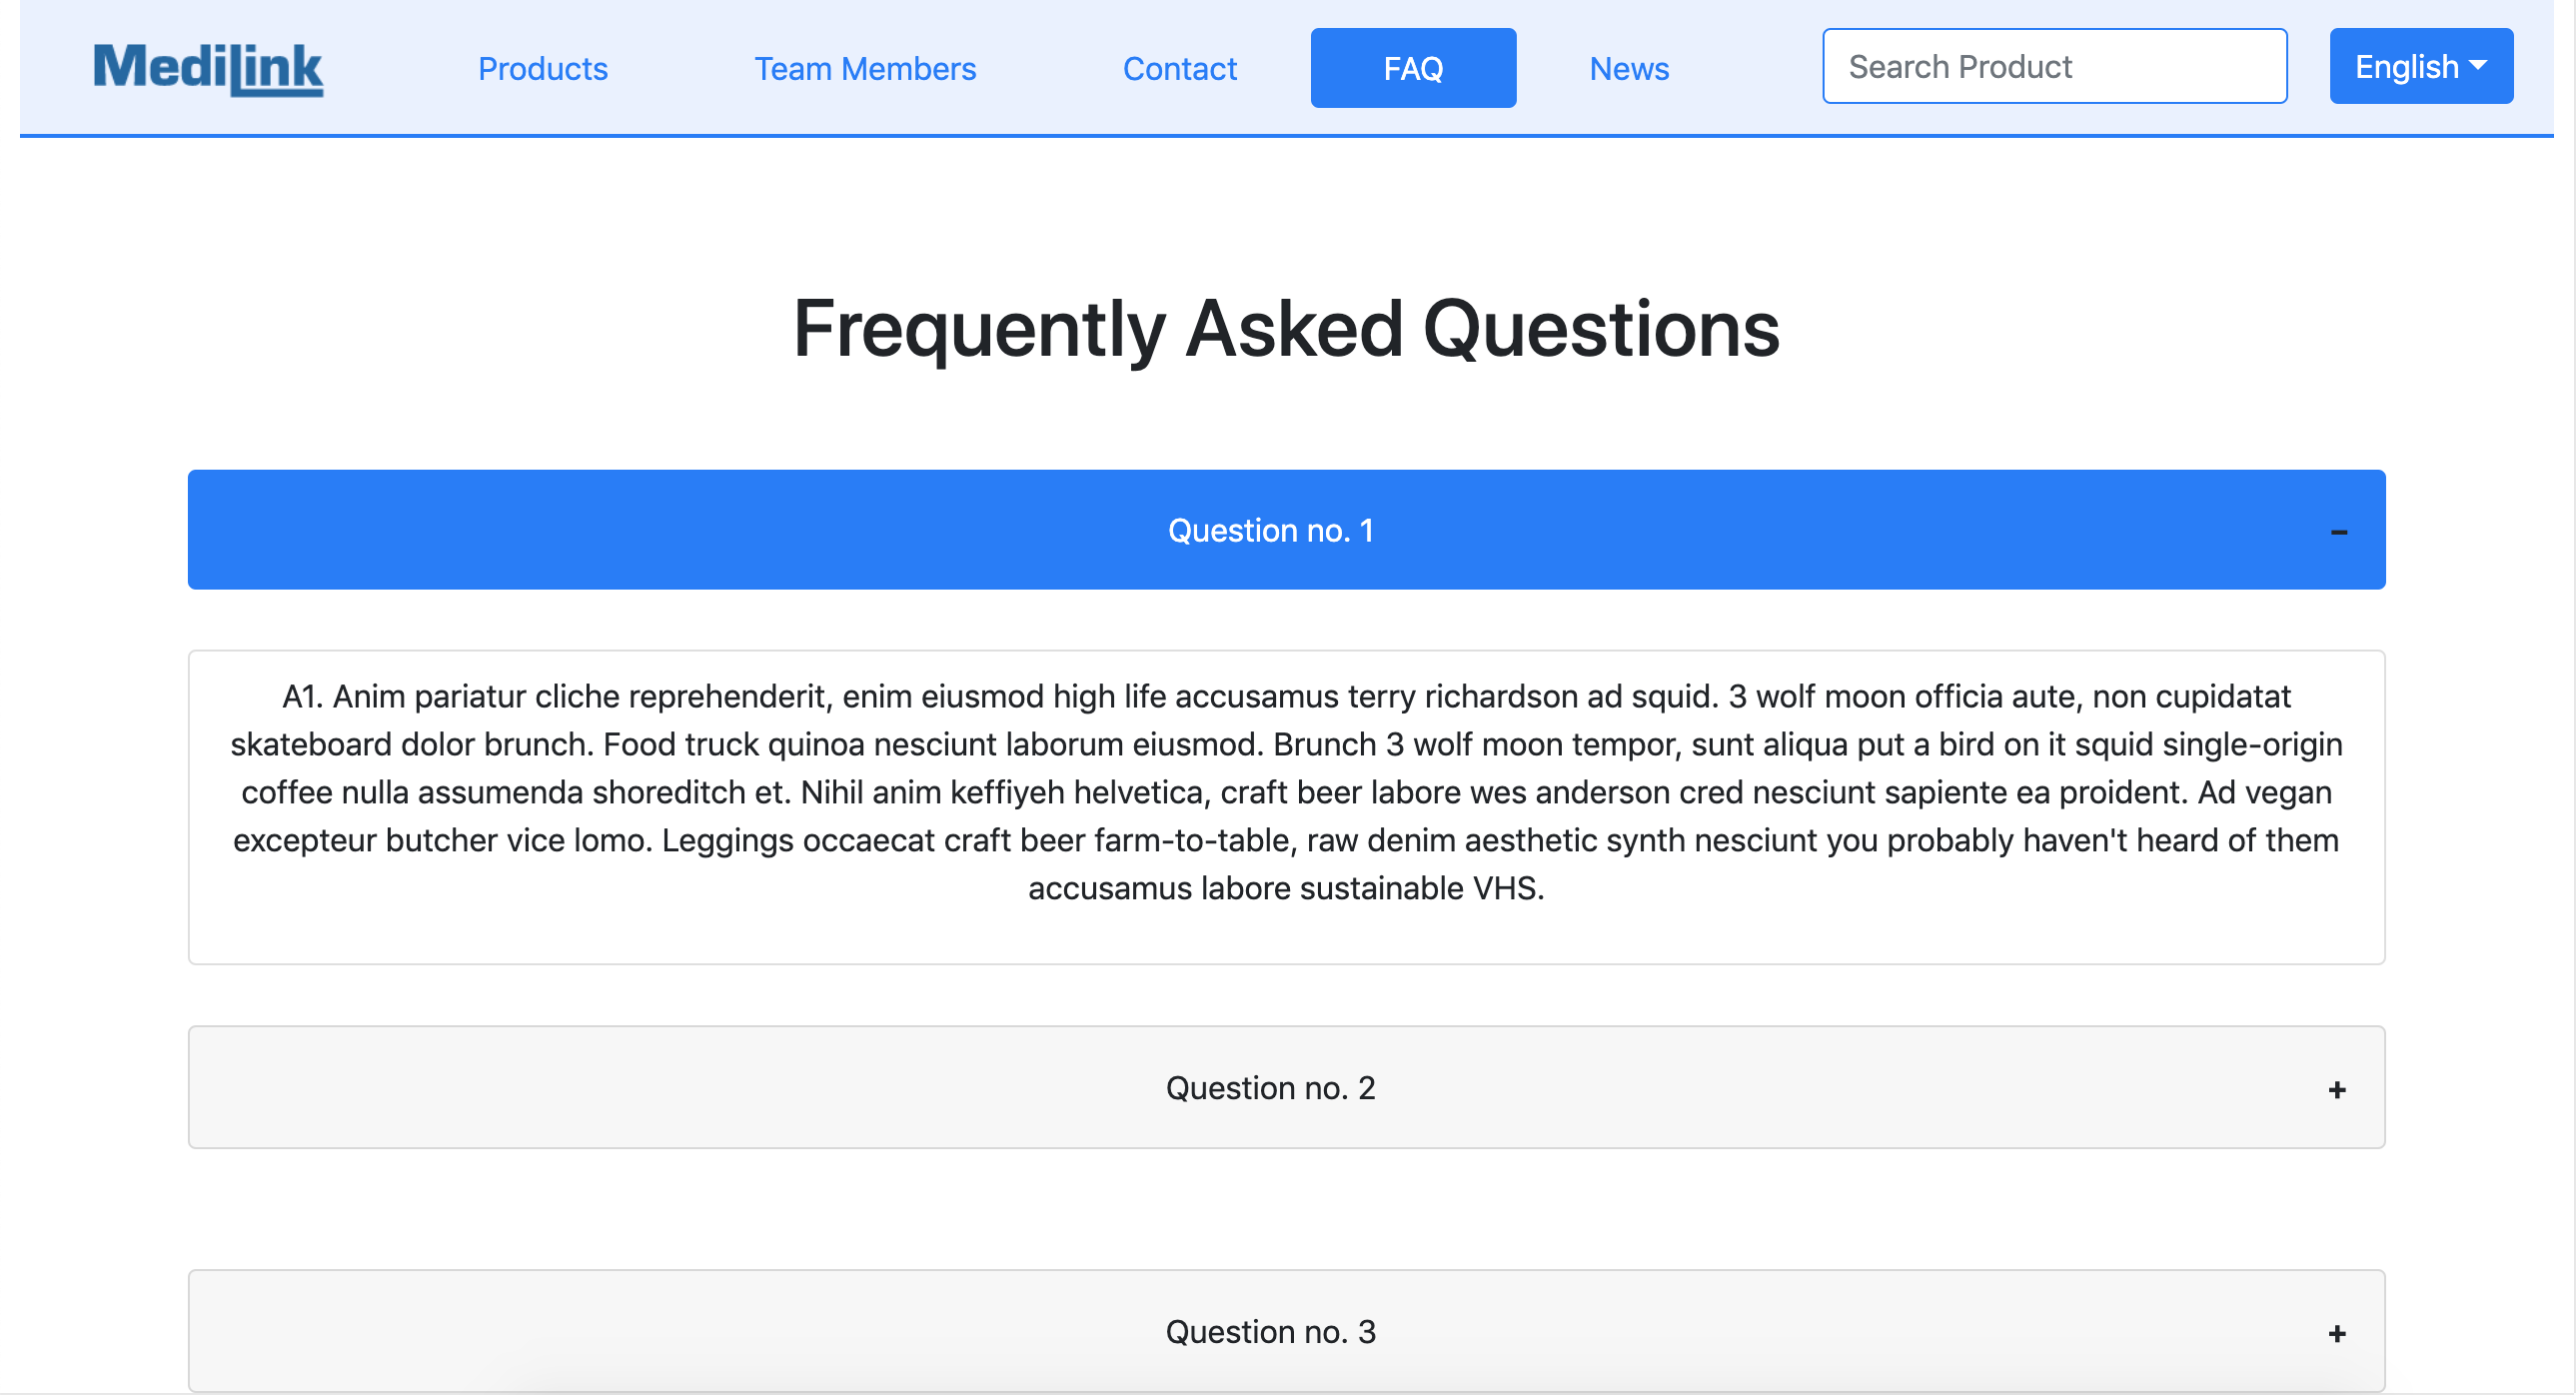 MediLink
Products
Team Members
Contact
FAQ
News
Search Product
English
Frequently Asked Questions
Question no. 1
–
A1. Anim pariatur cliche reprehenderit, enim eiusmod high life accusamus terry richardson ad squid. 3 wolf moon officia aute, non cupidatat
skateboard dolor brunch. Food truck quinoa nesciunt laborum eiusmod. Brunch 3 wolf moon tempor, sunt aliqua put a bird on it squid single-origin
coffee nulla assumenda shoreditch et. Nihil anim keffiyeh helvetica, craft beer labore wes anderson cred nesciunt sapiente ea proident. Ad vegan
excepteur butcher vice lomo. Leggings occaecat craft beer farm-to-table, raw denim aesthetic synth nesciunt you probably haven't heard of them
accusamus labore sustainable VHS.
Question no. 2
+
Question no. 3
+